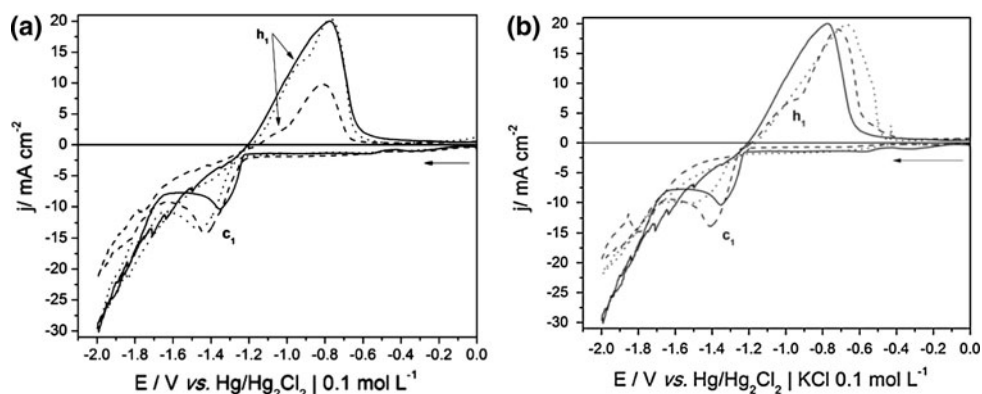 (a)
20
15
10
5
0
-5
-10
-15
-20
-25
-30
j/ mA cm⁻²
h₁
c₁
-2.0 -1.8 -1.6 -1.4 -1.2 -1.0 -0.8 -0.6 -0.4 -0.2 0.0
E / V vs. Hg/Hg₂Cl₂ | 0.1 mol L⁻¹
(b)
20
15
10
5
0
-5
-10
-15
-20
-25
-30
j/ mA cm⁻²
h₁
c₁
-2.0 -1.8 -1.6 -1.4 -1.2 -1.0 -0.8 -0.6 -0.4 -0.2 0.0
E / V vs. Hg/Hg₂Cl₂ | KCl 0.1 mol L⁻¹